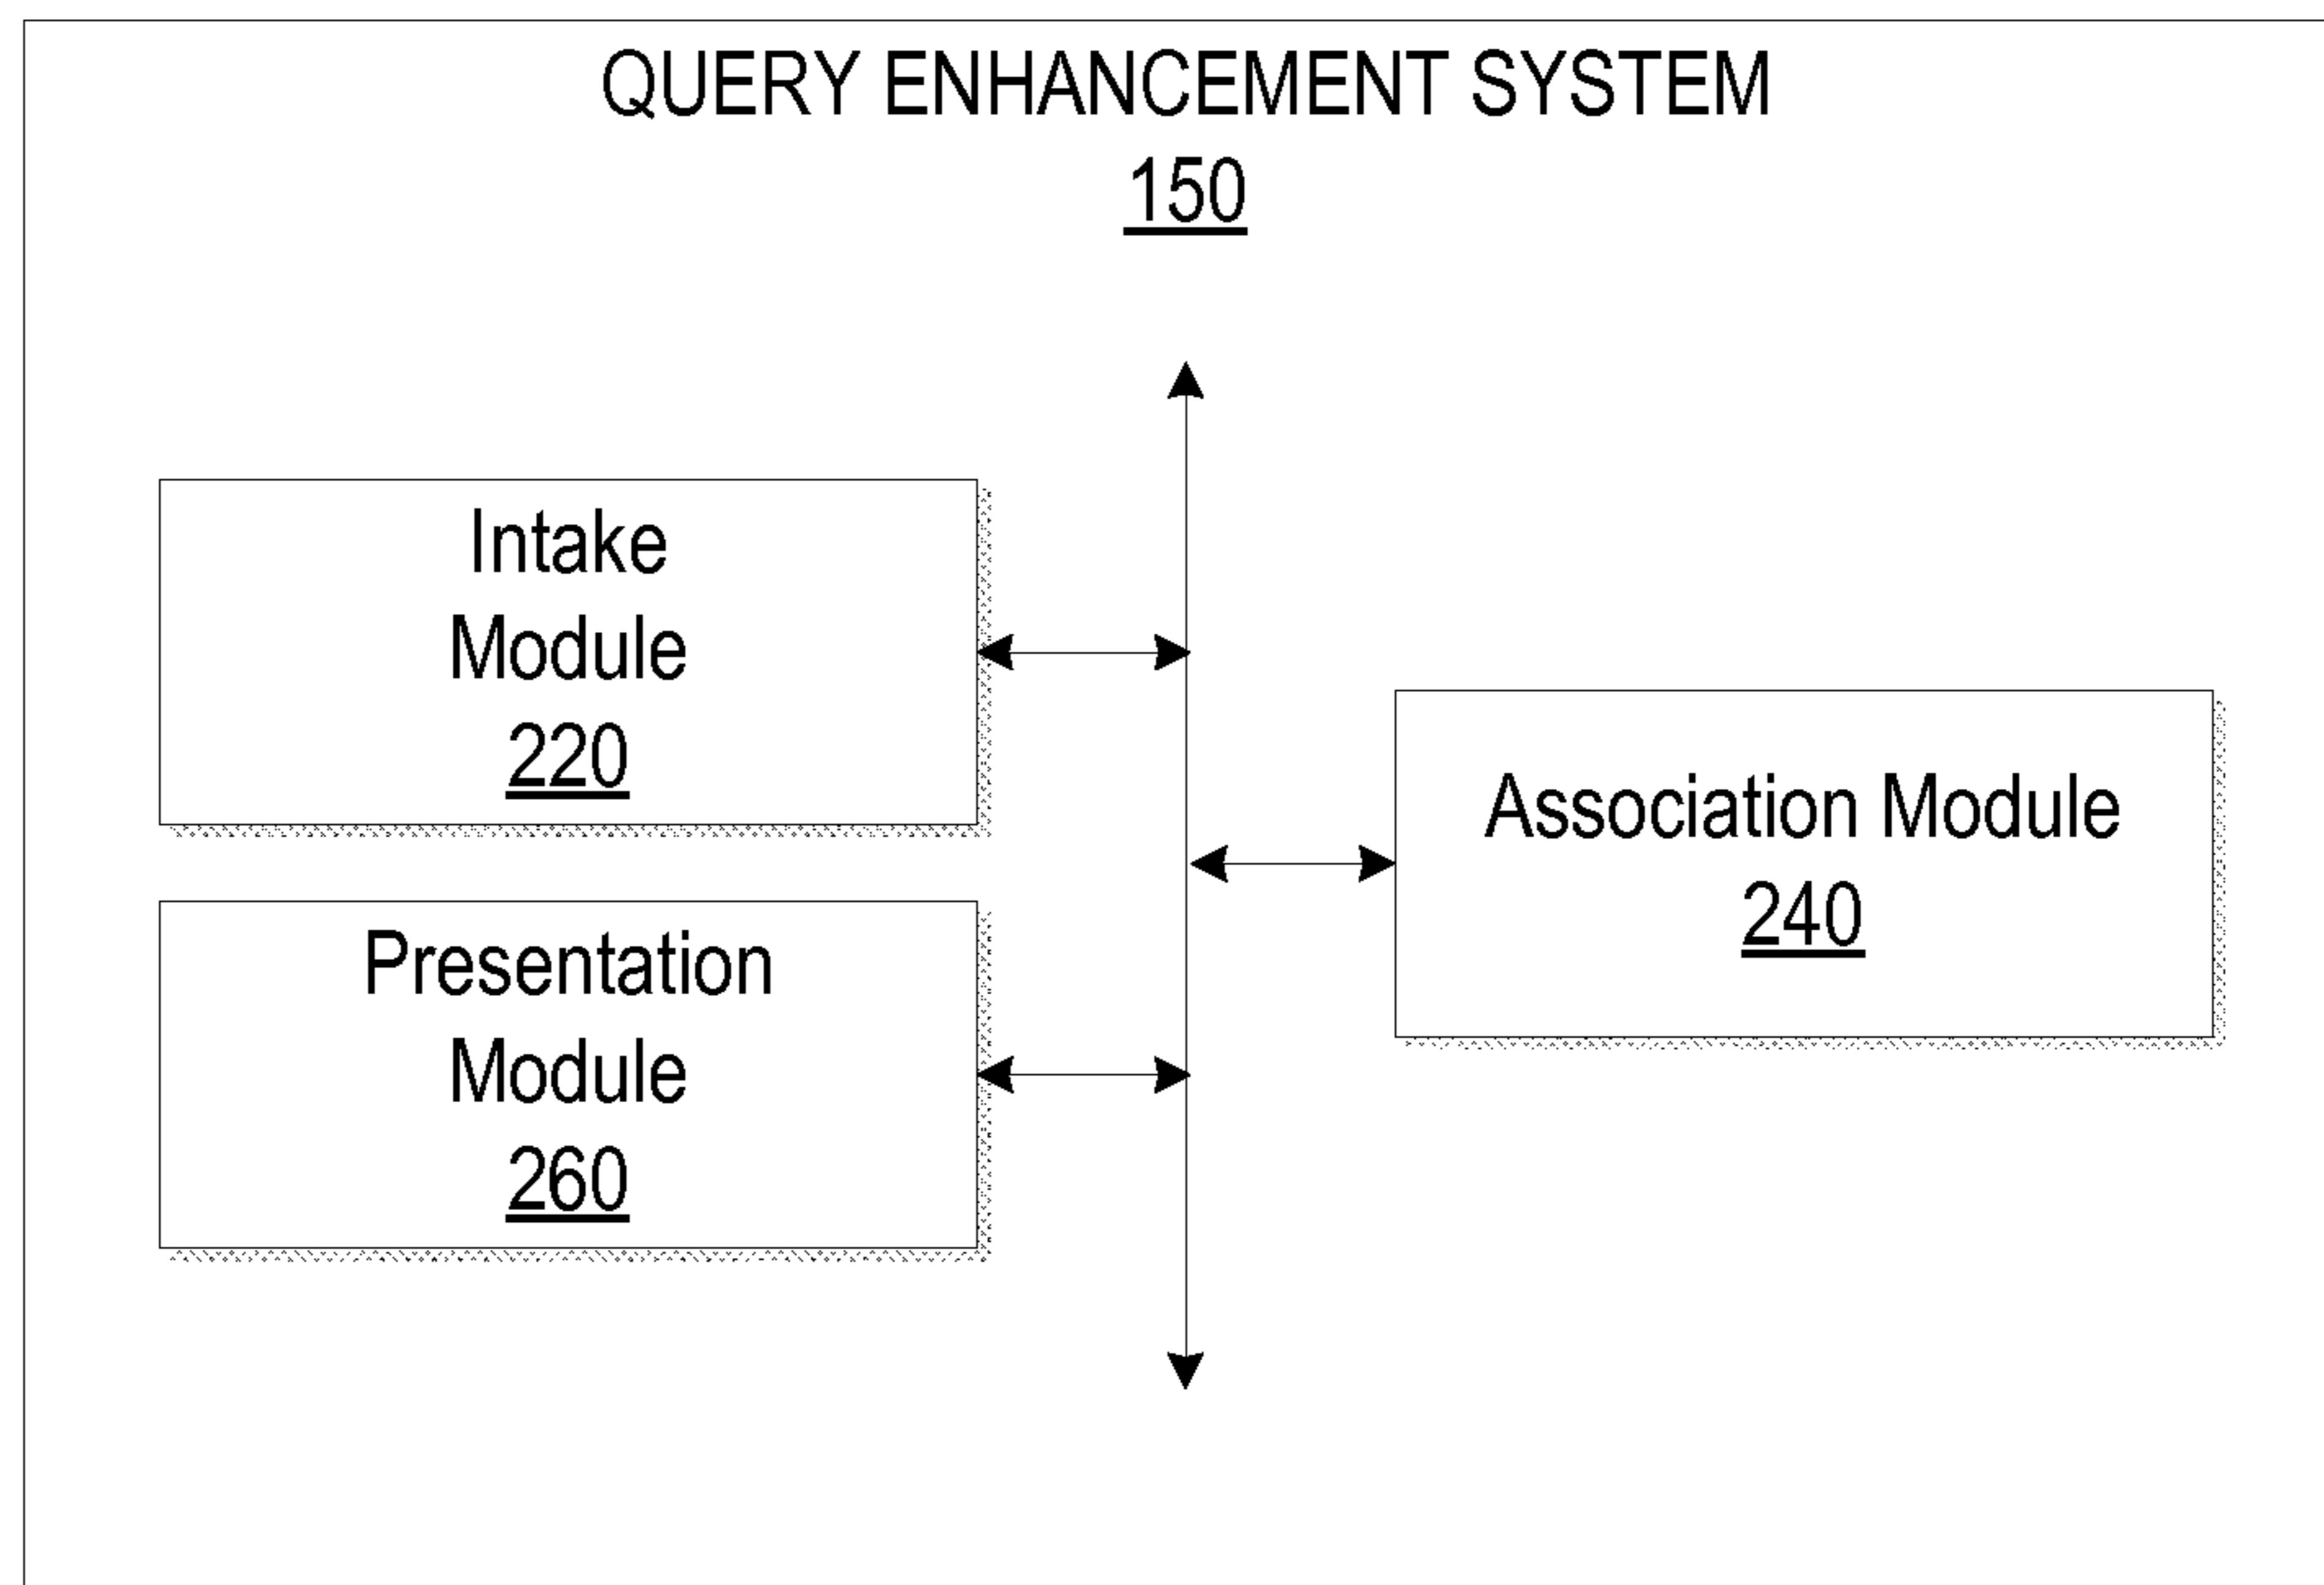 QUERY ENHANCEMENT SYSTEM
150
Intake
Module
220
Association Module
240
Presentation
Module
260